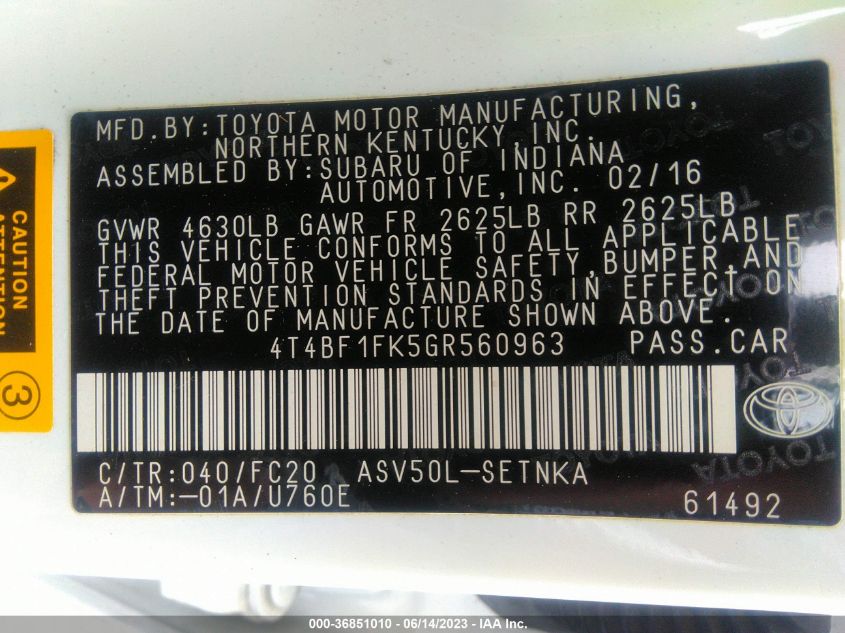 MFD.BY:TOYOTA MOTOR MANUFACTURING,
NORTHERN KENTUCKY,INC.
ASSEMBLED BY:SUBARU OF INDIANA
AUTOMOTIVE,INC. 02/16
GVWR 4630LB GAWR FR 2625LB RR 2625LB
THIS VEHICLE CONFORMS TO ALL APPLICABLE
FEDERAL MOTOR VEHICLE SAFETY,BUMPER,AND
THEFT PREVENTION STANDARDS IN EFFECT ON
THE DATE OF MANUFACTURE SHOWN ABOVE.
4T4BF1FK5GR560963 PASS.CAR
C/TR:040/FC20 ASV50L-SETNKA
A/TM:-01A/U760E 61492
CAUTION
ATTENTION
3
000-36851010 - 06/14/2023 - IAA Inc.